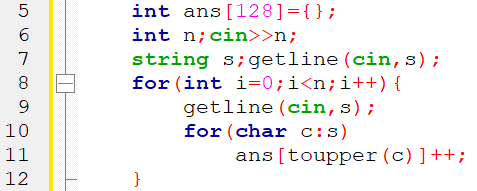 5 int ans[128]={};
6 int n;cin>>n;
7 string s;getline(cin,s);
8 for(int i=0;i<n;i++){
9 getline(cin,s);
10 for(char c:s)
11 ans[toupper(c)]++;
12 }